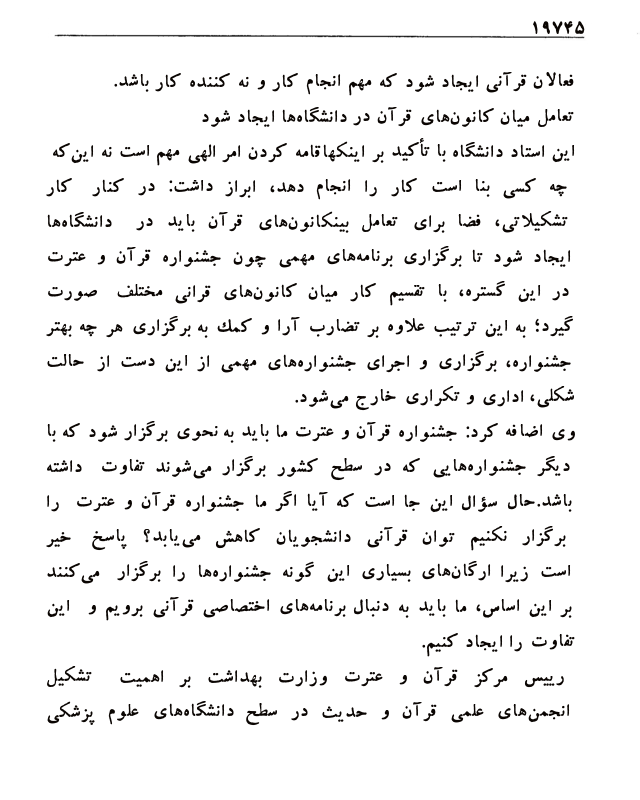 ۱۹۷۴۵
فعالان قرآنی ایجاد شود که مهم انجام کار و نه کننده کار باشد.
تعامل میان کانون‌های قرآن در دانشگاه‌ها ایجاد شود
این استاد دانشگاه با تأکید بر اینکهاقامه کردن امر الهی مهم است نه این‌که
چه کسی بنا است کار را انجام دهد، ابراز داشت: در کنار کار
تشکیلاتی، فضا برای تعامل بینکانون‌های قرآن باید در دانشگاه‌ها
ایجاد شود تا برگزاری برنامه‌های مهمی چون جشنواره قرآن و عترت
در این گستره، با تقسیم کار میان کانون‌های قرانی مختلف صورت
گیرد؛ به این ترتیب علاوه بر تضارب آرا و کمك به برگزاری هر چه بهتر
جشنواره، برگزاری و اجرای جشنواره‌های مهمی از این دست از حالت
شکلی، اداری و تکراری خارج می‌شود.
وی اضافه کرد: جشنواره قرآن و عترت ما باید به نحوی برگزار شود که با
دیگر جشنواره‌هایی که در سطح کشور برگزار می‌شوند تفاوت داشته
باشد.حال سؤال این جا است که آیا اگر ما جشنواره قرآن و عترت را
برگزار نکنیم توان قرآنی دانشجویان کاهش می‌یابد؟ پاسخ خیر
است زیرا ارگان‌های بسیاری این گونه جشنواره‌ها را برگزار می‌کنند
بر این اساس، ما باید به دنبال برنامه‌های اختصاصی قرآنی برویم و این
تفاوت را ایجاد کنیم.
رییس مرکز قرآن و عترت وزارت بهداشت بر اهمیت تشکیل
انجمن‌های علمی قرآن و حدیث در سطح دانشگاه‌های علوم پزشکی